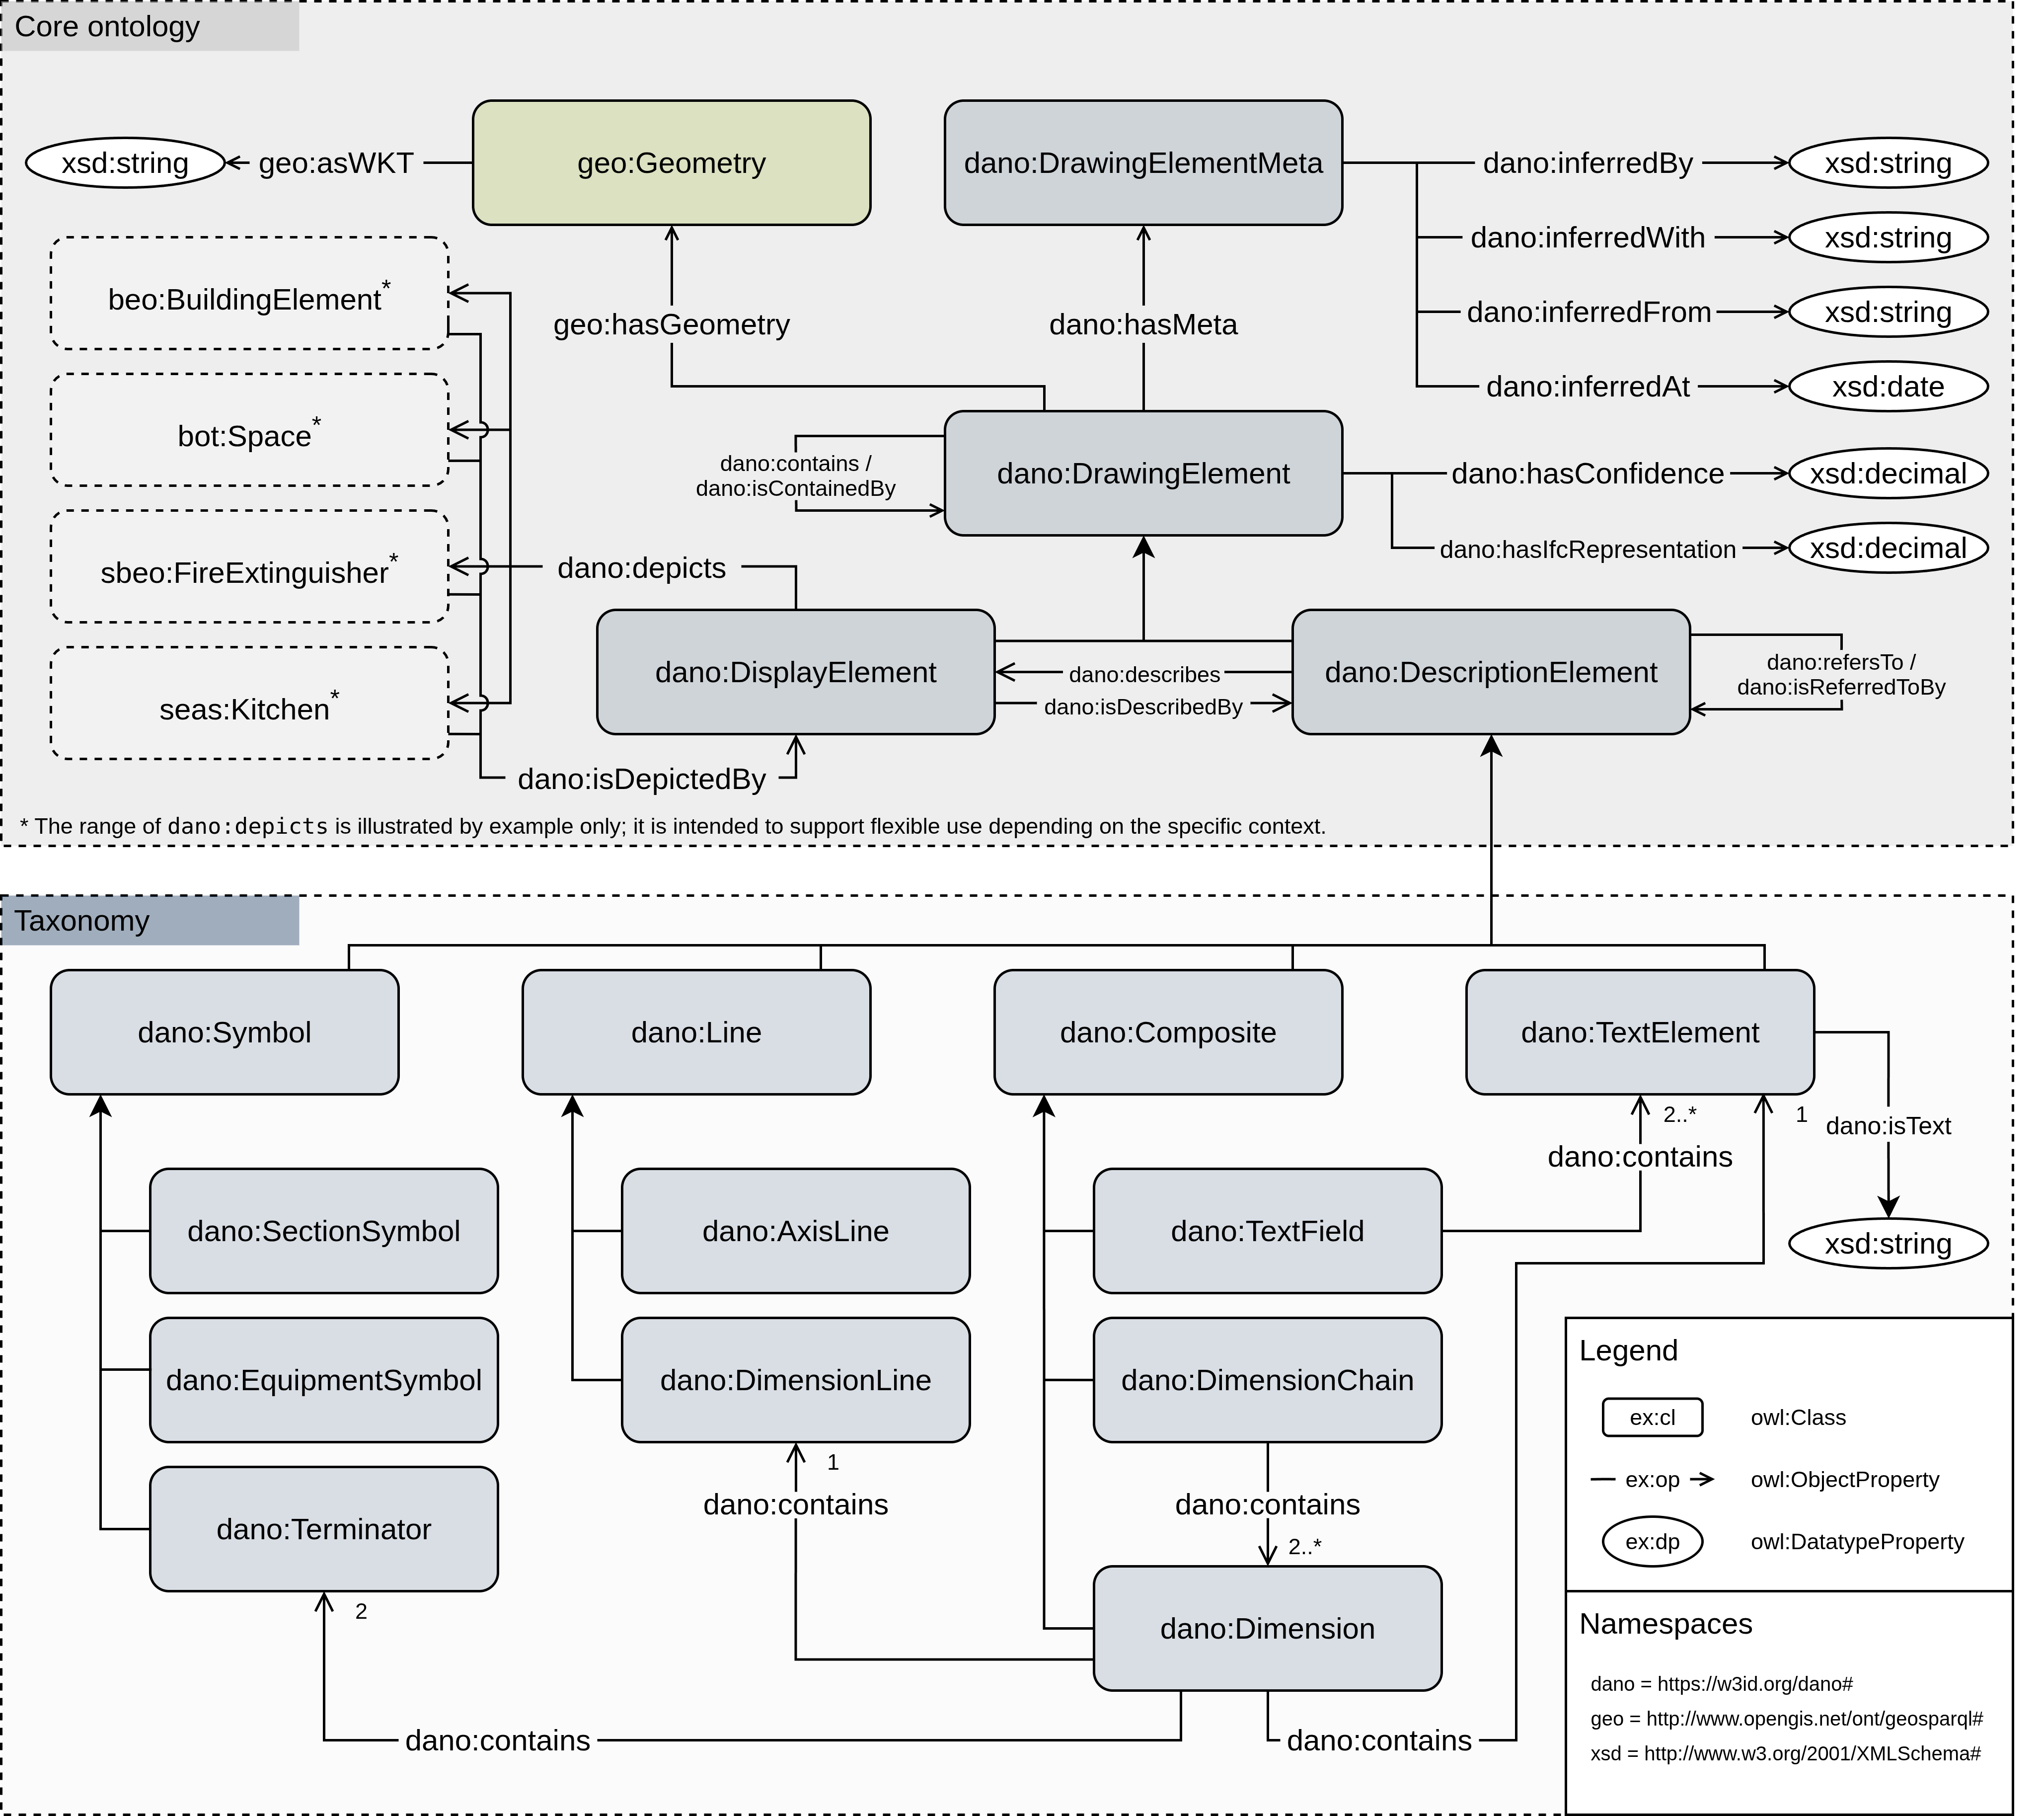 Core ontology
xsd:string
geo:asWKT
geo:Geometry
dano:DrawingElementMeta
dano:inferredBy
xsd:string
dano:inferredWith
xsd:string
beo:BuildingElement*
geo:hasGeometry
dano:hasMeta
dano:inferredFrom
xsd:string
dano:inferredAt
xsd:date
bot:Space*
dano:contains /
dano:isContainedBy
dano:DrawingElement
dano:hasConfidence
xsd:decimal
dano:hasIfcRepresentation
xsd:decimal
sbeo:FireExtinguisher*
dano:depicts
dano:DisplayElement
dano:describes
dano:isDescribedBy
dano:DescriptionElement
dano:refersTo /
dano:isReferredToBy
seas:Kitchen*
dano:isDepictedBy
* The range of dano:depicts is illustrated by example only; it is intended to support flexible use depending on the specific context.
Taxonomy
dano:Symbol
dano:Line
dano:Composite
dano:TextElement
2..*
1
dano:isText
dano:contains
dano:SectionSymbol
dano:AxisLine
dano:TextField
xsd:string
dano:EquipmentSymbol
dano:DimensionLine
dano:DimensionChain
1
dano:contains
dano:contains
2..*
dano:Terminator
2
dano:Dimension
dano:contains
dano:contains
Legend
ex:cl
owl:Class
ex:op
owl:ObjectProperty
ex:dp
owl:DatatypeProperty
Namespaces
dano = https://w3id.org/dano#
geo = http://www.opengis.net/ont/geosparql#
xsd = http://www.w3.org/2001/XMLSchema#